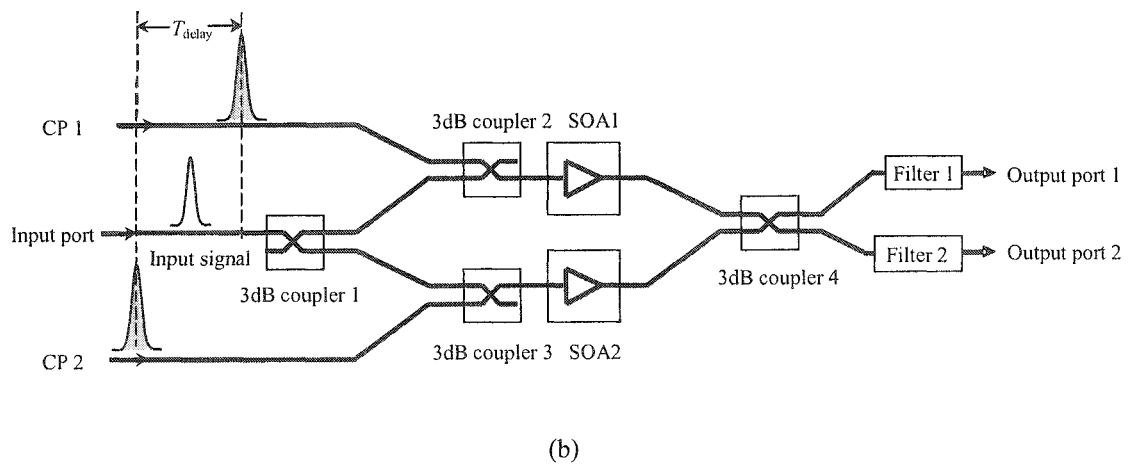 T_delay
CP 1
3dB coupler 2
SOA1
Filter 1
Output port 1
Input port
Input signal
3dB coupler 1
3dB coupler 4
Filter 2
Output port 2
3dB coupler 3
SOA2
CP 2
(b)